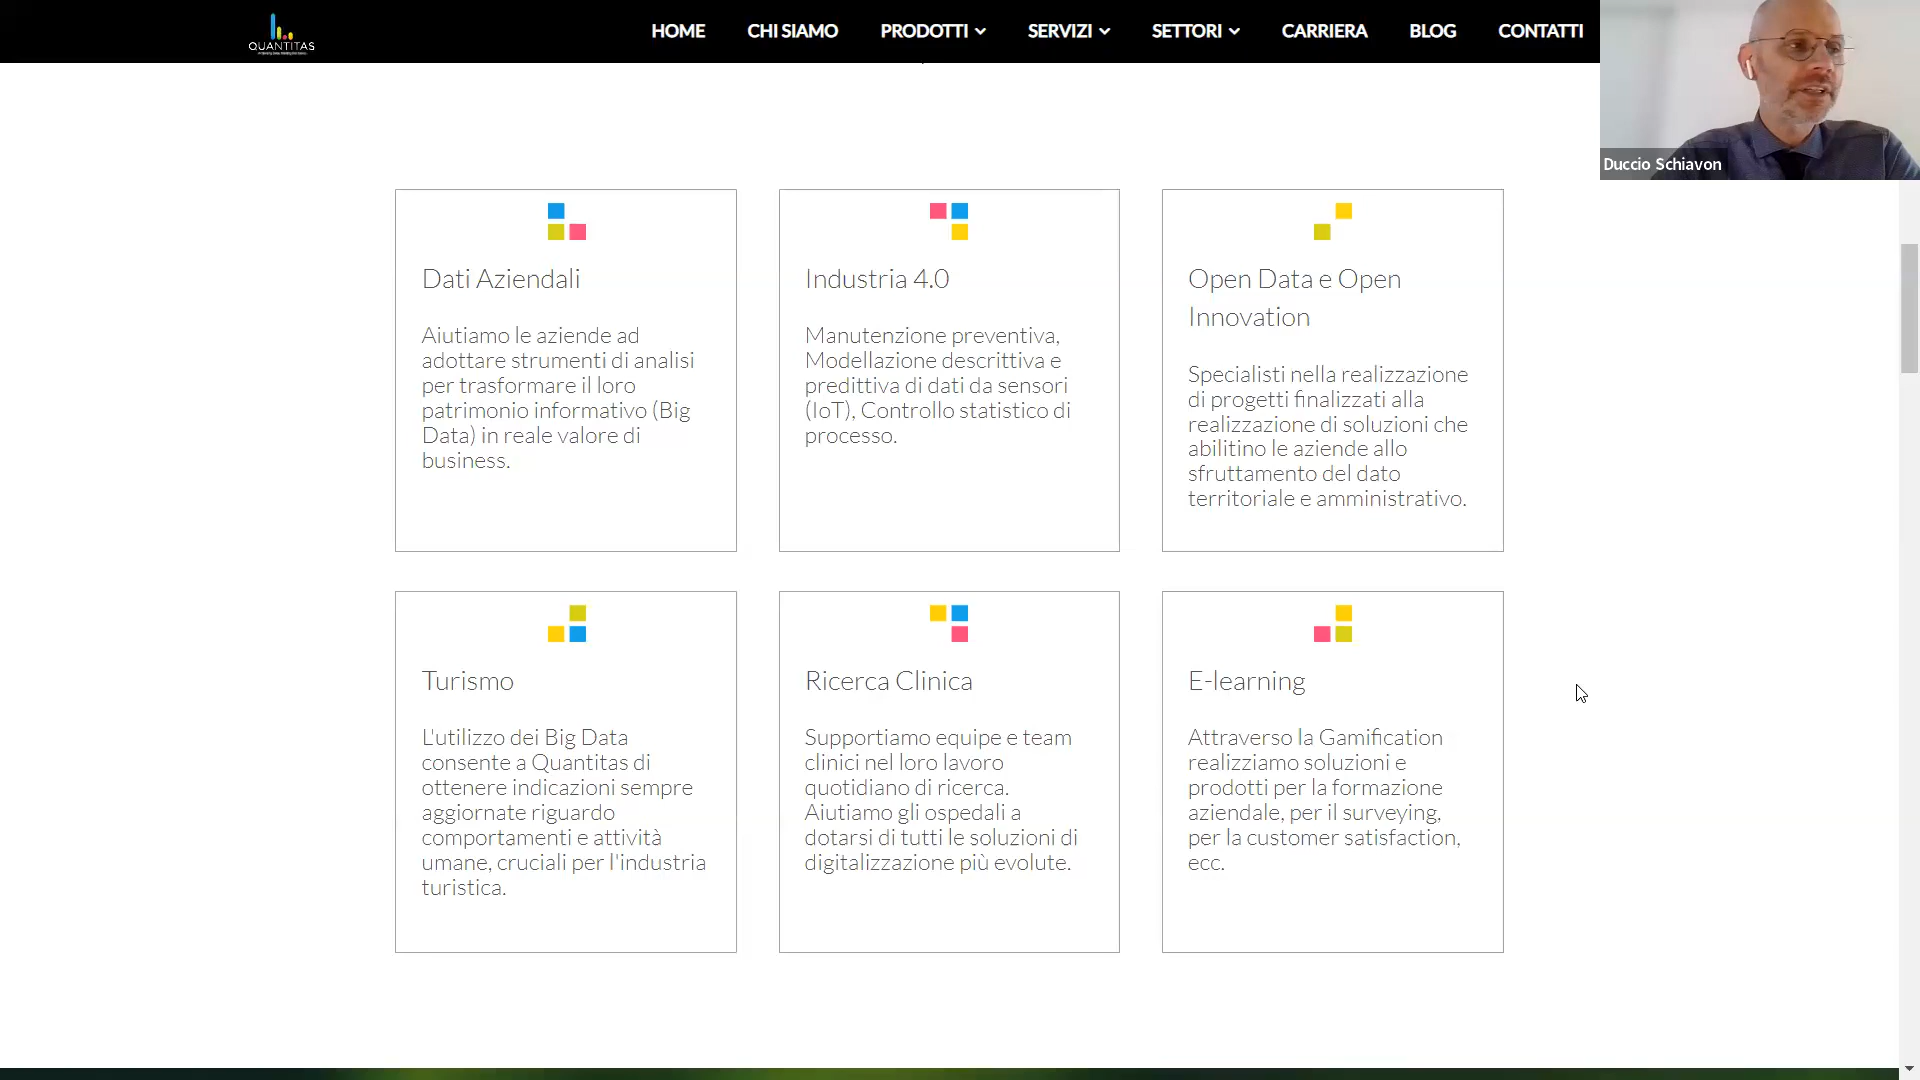 QUANTITAS
HOME
CHI SIAMO
PRODOTTI
SERVIZI
SETTORI
CARRIERA
BLOG
CONTATTI
Duccio Schiavon
Dati Aziendali
Aiutiamo le aziende ad
adottare strumenti di analisi
per trasformare il loro
patrimonio informativo (Big
Data) in reale valore di
business.
Industria 4.0
Manutenzione preventiva,
Modellazione descrittiva e
predittiva di dati da sensori
(IoT), Controllo statistico di
processo.
Open Data e Open
Innovation
Specialisti nella realizzazione
di progetti finalizzati alla
realizzazione di soluzioni che
abilitino le aziende allo
sfruttamento del dato
territoriale e amministrativo.
Turismo
L'utilizzo dei Big Data
consente a Quantitas di
ottenere indicazioni sempre
aggiornate riguardo
comportamenti e attività
umane, cruciali per l'industria
turistica.
Ricerca Clinica
Supportiamo equipe e team
clinici nel loro lavoro
quotidiano di ricerca.
Aiutiamo gli ospedali a
dotarsi di tutti le soluzioni di
digitalizzazione più evolute.
E-learning
Attraverso la Gamification
realizziamo soluzioni e
prodotti per la formazione
aziendale, per il surveying,
per la customer satisfaction,
ecc.